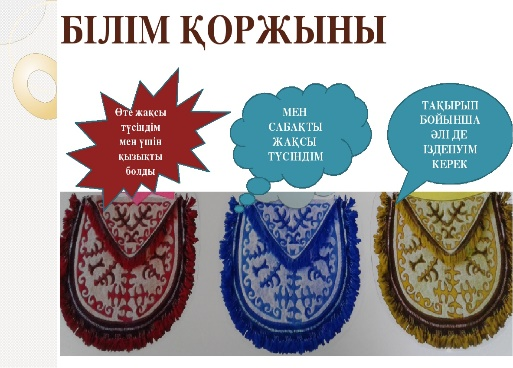 БІЛІМ ҚОРЖЫНЫ
Өте жақсы
түсіндім
мен үшін
қызықты
болды
МЕН
САБАҚТЫ
ЖАҚСЫ
ТҮСІНДІМ
ТАҚЫРЫП
БОЙЫНША
ӘЛІ ДЕ
ІЗДЕНУІМ
КЕРЕК